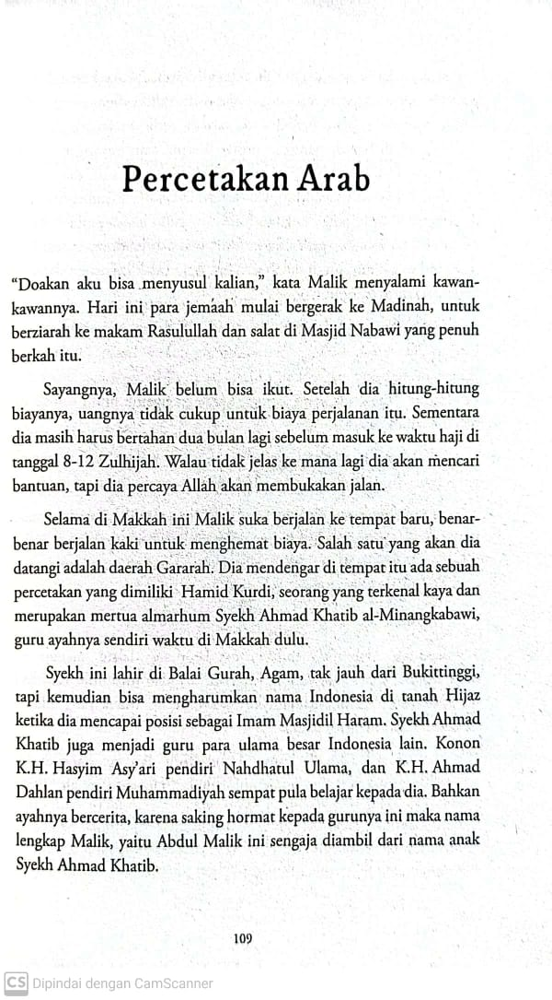 Percetakan Arab
“Doakan aku bisa menyusul kalian,” kata Malik menyalami kawan-
kawannya. Hari ini para jemaah mulai bergerak ke Madinah, untuk
berziarah ke makam Rasulullah dan salat di Masjid Nabawi yang penuh
berkah itu.
Sayangnya, Malik belum bisa ikut. Setelah dia hitung-hitung
biayanya, uangnya tidak cukup untuk biaya perjalanan itu. Sementara
dia masih harus bertahan dua bulan lagi sebelum masuk ke waktu haji di
tanggal 8-12 Zulhijah. Walau tidak jelas ke mana lagi dia akan mencari
bantuan, tapi dia percaya Allah akan membukakan jalan.
Selama di Makkah ini Malik suka berjalan ke tempat baru, benar-
benar berjalan kaki untuk menghemat biaya. Salah satu yang akan dia
datangi adalah daerah Gararah. Dia mendengar di tempat itu ada sebuah
percetakan yang dimiliki Hamid Kurdi, seorang yang terkenal kaya dan
merupakan mertua almarhum Syekh Ahmad Khatib al-Minangkabawi,
guru ayahnya sendiri waktu di Makkah dulu.
Syekh ini lahir di Balai Gurah, Agam, tak jauh dari Bukittinggi,
tapi kemudian bisa mengharumkan nama Indonesia di tanah Hijaz
ketika dia mencapai posisi sebagai Imam Masjidil Haram. Syekh Ahmad
Khatib juga menjadi guru para ulama besar Indonesia lain. Konon
K.H. Hasyim Asy’ari pendiri Nahdhatul Ulama, dan K.H. Ahmad
Dahlan pendiri Muhammadiyah sempat pula belajar kepada dia. Bahkan
ayahnya bercerita, karena saking hormat kepada gurunya ini maka nama
lengkap Malik, yaitu Abdul Malik ini sengaja diambil dari nama anak
Syekh Ahmad Khatib.
109
CS Dipindai dengan CamScanner